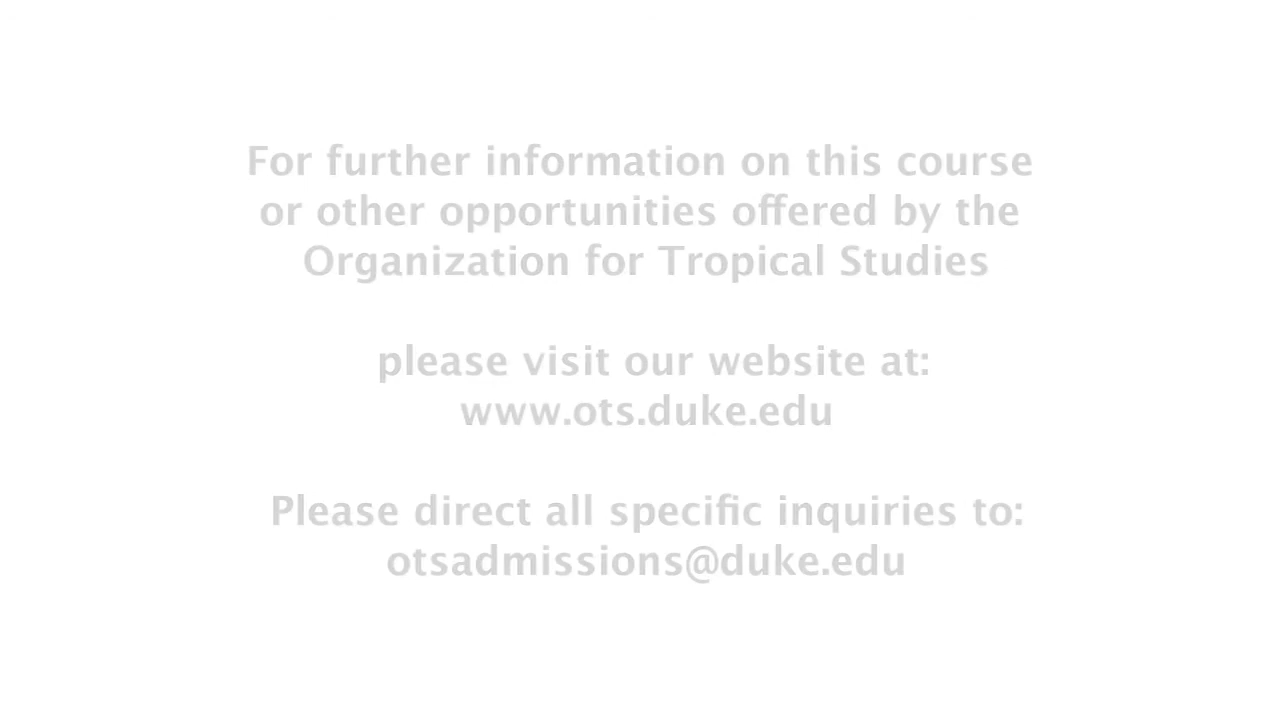 For further information on this course
or other opportunities offered by the
Organization for Tropical Studies
please visit our website at:
www.ots.duke.edu
Please direct all specific inquiries to:
otsadmissions@duke.edu